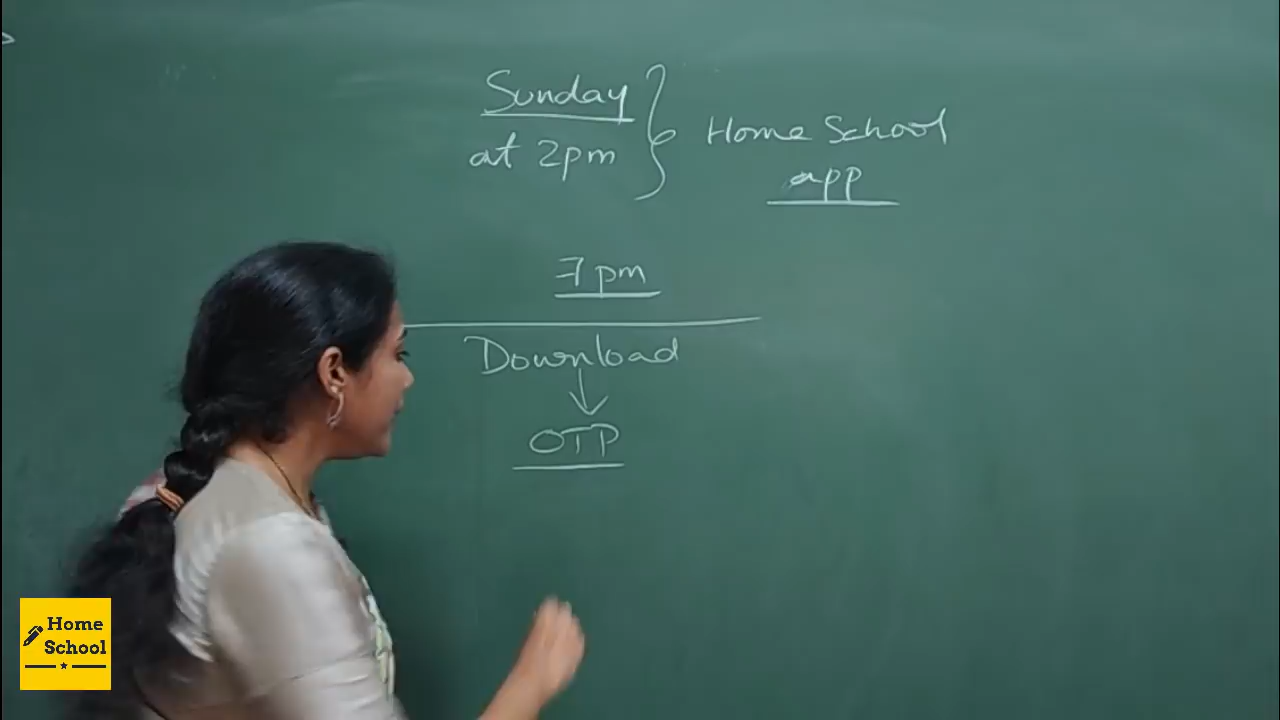 Sunday
at 2pm
Home School
app
7pm
Download
OTP
Home
School